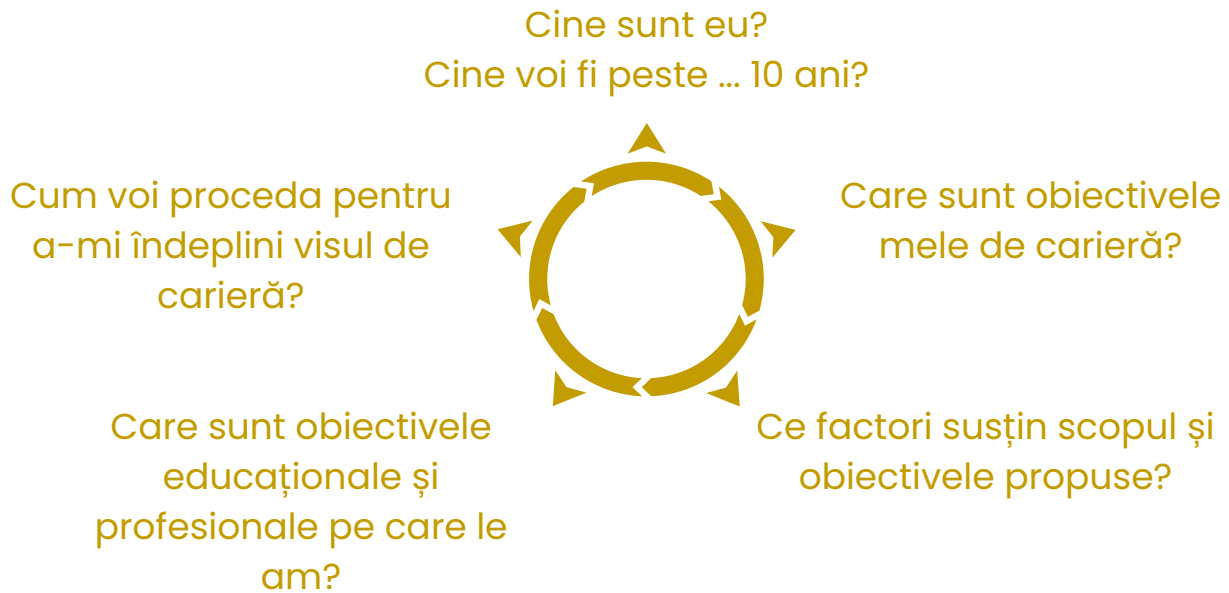 Cine sunt eu?
Cine voi fi peste ... 10 ani?
Care sunt obiectivele
mele de carieră?
Ce factori susțin scopul și
obiectivele propuse?
Care sunt obiectivele
educaționale și
profesionale pe care le
am?
Cum voi proceda pentru
a-mi îndeplini visul de
carieră?